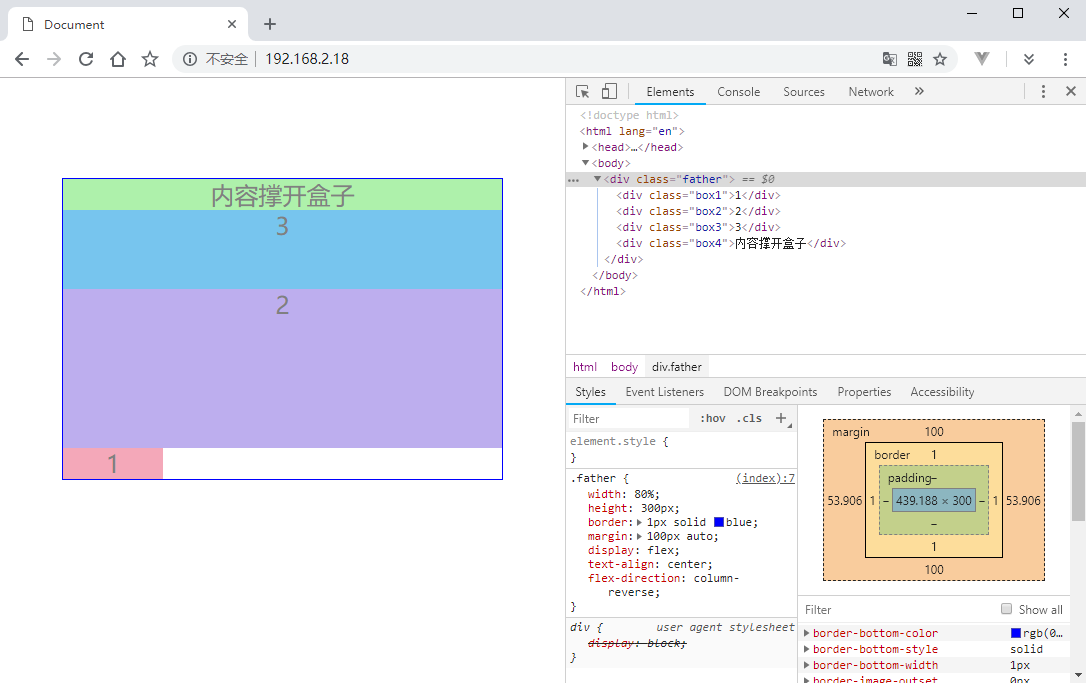 Document
不安全 192.168.2.18
内容撑开盒子
3
2
1
Elements Console Sources Network
<!doctype html>
<html lang="en">
<head>…</head>
<body>
<div class="father"> == $0
<div class="box1">1</div>
<div class="box2">2</div>
<div class="box3">3</div>
<div class="box4">内容撑开盒子</div>
</div>
</body>
</html>
html body div.father
Styles Event Listeners DOM Breakpoints Properties Accessibility
Filter :hov .cls +
element.style {
}
.father { (index):7
width: 80%;
height: 300px;
border: 1px solid blue;
margin: 100px auto;
display: flex;
text-align: center;
flex-direction: column-
reverse;
}
div { user agent stylesheet
display: block;
}
margin 100
border 1
padding –
53.906 1 – 439.188 × 300 – 1 53.906
–
1
100
Filter Show all
border-bottom-color rgb(0…
border-bottom-style solid
border-bottom-width 1px
border-image-outset 0px